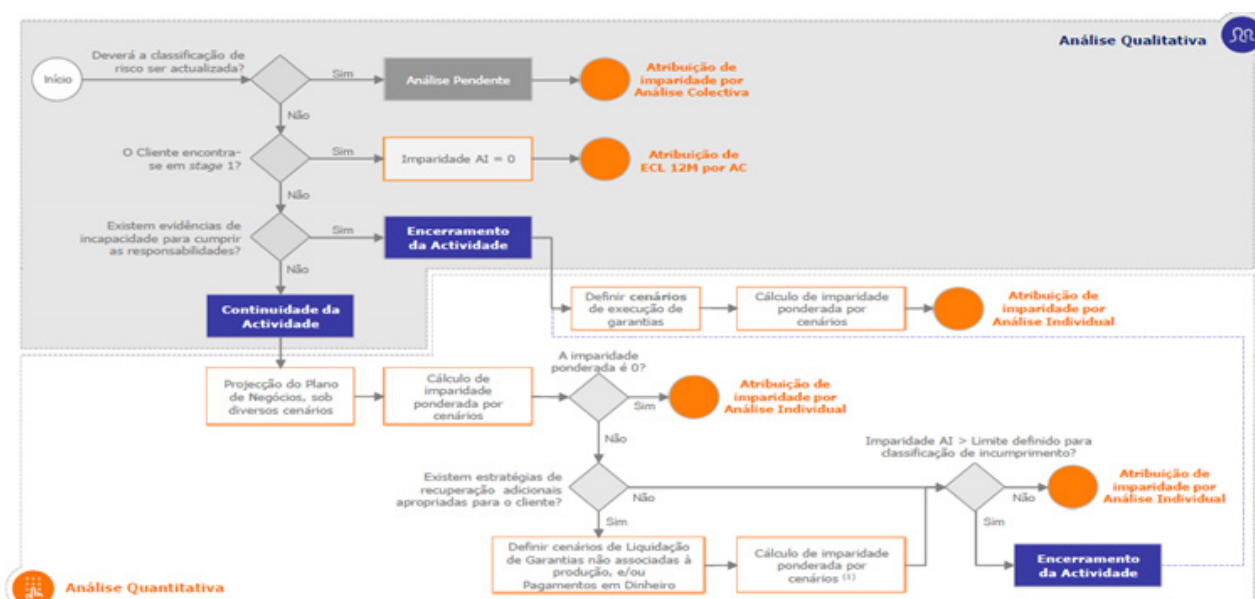 Análise Qualitativa
Início
Deverá a classificação de
risco ser actualizada?
Sim
Análise Pendente
Atribuição de
imparidade por
Análise Colectiva
Não
O Cliente encontra-
se em stage 1?
Sim
Imparidade AI = 0
Atribuição de
ECL 12M por AC
Não
Existem evidências de
incapacidade para cumprir
as responsabilidades?
Sim
Encerramento
da Actividade
Não
Continuidade da
Actividade
Definir cenários
de execução de
garantias
Cálculo de imparidade
ponderada por
cenários
Atribuição de
imparidade por
Análise Individual
Projecção do Plano
de Negócios, sob
diversos cenários
Cálculo de
imparidade
ponderada por
cenários
A imparidade
ponderada é 0?
Sim
Atribuição de
imparidade por
Análise Individual
Não
Existem estratégias de
recuperação adicionais
apropriadas para o cliente?
Não
Imparidade AI > Limite definido para
classificação de incumprimento?
Não
Atribuição de
imparidade por
Análise Individual
Sim
Sim
Definir cenários de Liquidação
de Garantias não associadas à
produção, e/ou
Pagamentos em Dinheiro
Cálculo de imparidade
ponderada por
cenários (1)
Encerramento
da Actividade
Análise Quantitativa